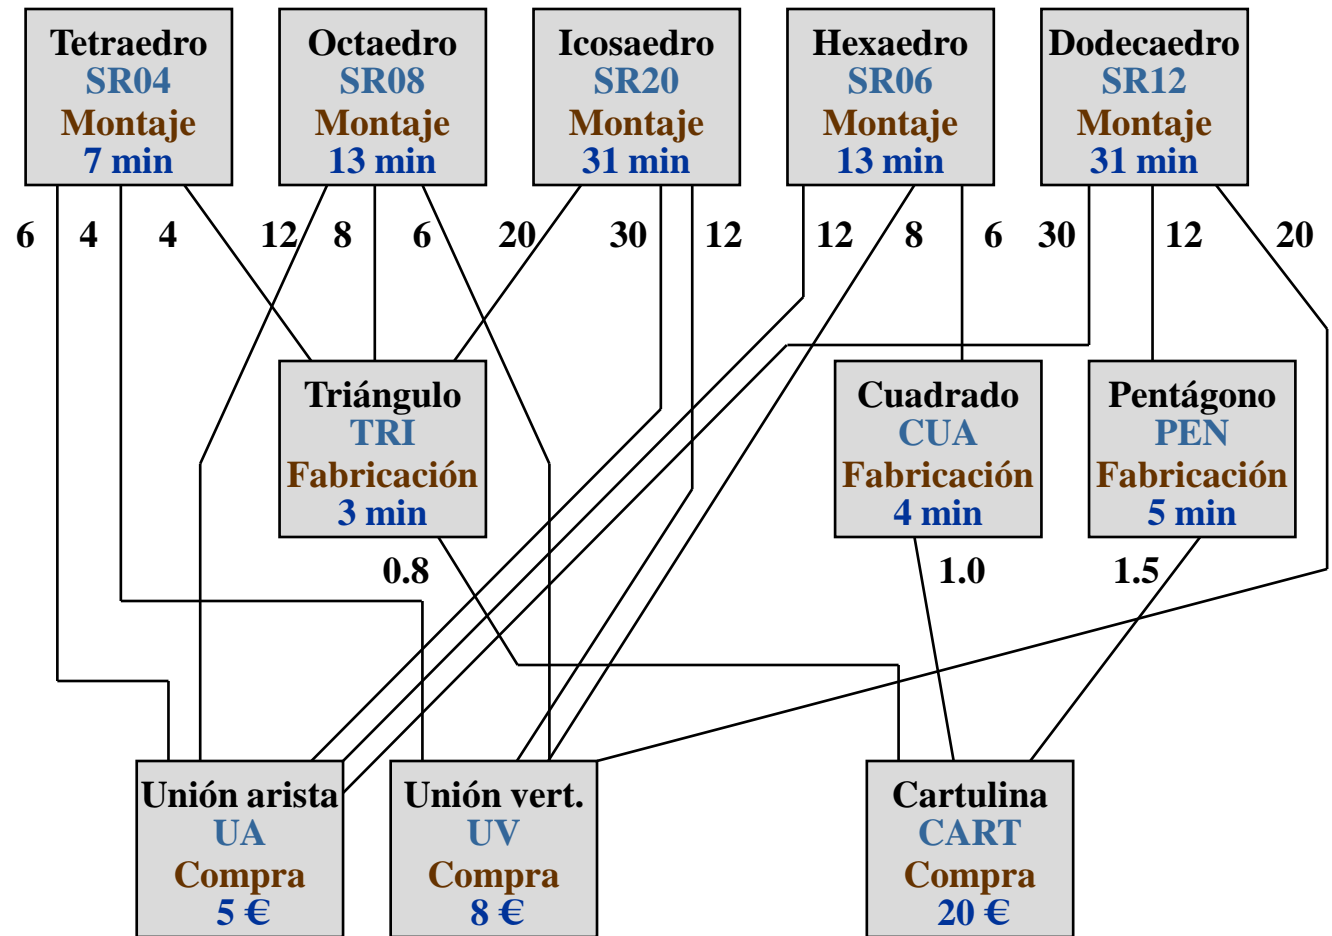 Tetraedro
SR04
Montaje
7 min
Octaedro
SR08
Montaje
13 min
Icosaedro
SR20
Montaje
31 min
Hexaedro
SR06
Montaje
13 min
Dodecaedro
SR12
Montaje
31 min
6 4 4 12 8 6 20 30 12 12 8 6 30 12 20
Triángulo
TRI
Fabricación
3 min
Cuadrado
CUA
Fabricación
4 min
Pentágono
PEN
Fabricación
5 min
0.8 1.0 1.5
Unión arista
UA
Compra
5 €
Unión vert.
UV
Compra
8 €
Cartulina
CART
Compra
20 €